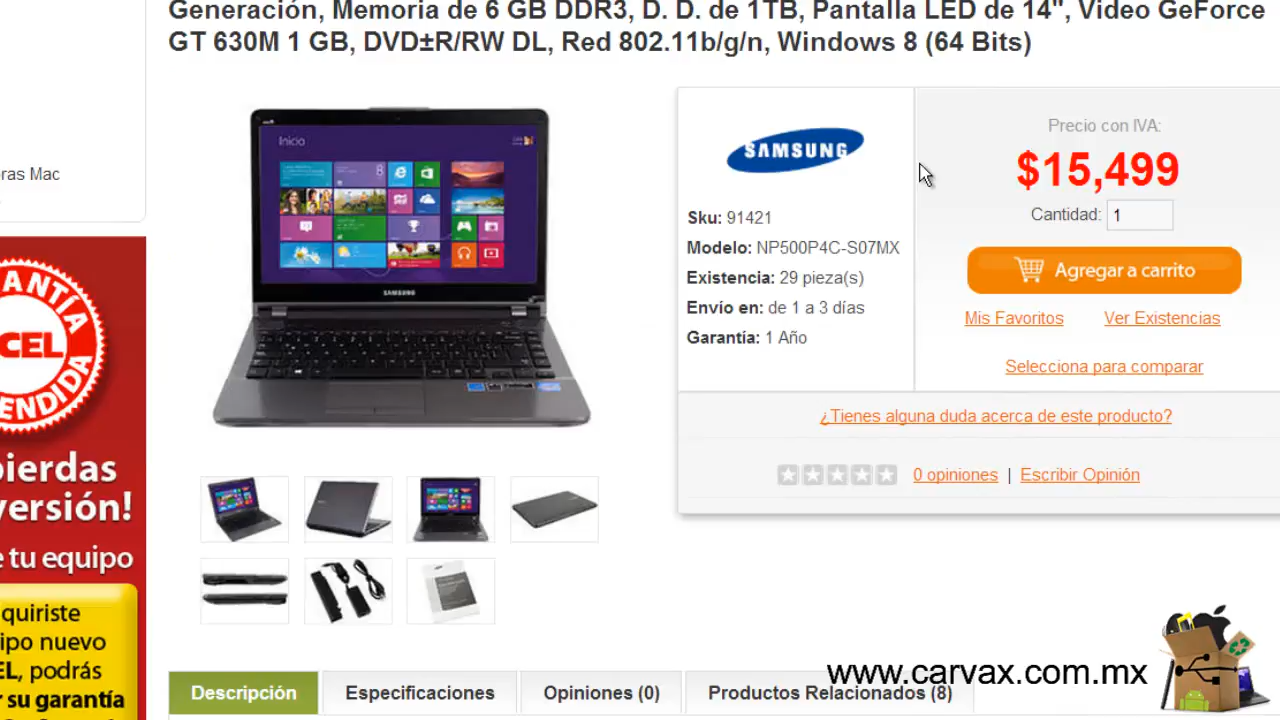 Generación, Memoria de 6 GB DDR3, D. D. de 1TB, Pantalla LED de 14", Video GeForce
GT 630M 1 GB, DVD±R/RW DL, Red 802.11b/g/n, Windows 8 (64 Bits)
ras Mac
ANTÍA
CEL
ENDIDA
pierdas
versión!
e tu equipo
quiriste
ipo nuevo
EL, podrás
r su garantía
Inicio
SAMSUNG
SAMSUNG
Sku: 91421
Modelo: NP500P4C-S07MX
Existencia: 29 pieza(s)
Envío en: de 1 a 3 días
Garantía: 1 Año
Precio con IVA:
$15,499
Cantidad: 1
Agregar a carrito
Mis Favoritos Ver Existencias
Selecciona para comparar
¿Tienes alguna duda acerca de este producto?
0 opiniones | Escribir Opinión
Descripción Especificaciones Opiniones (0) Productos Relacionados (8)
www.carvax.com.mx